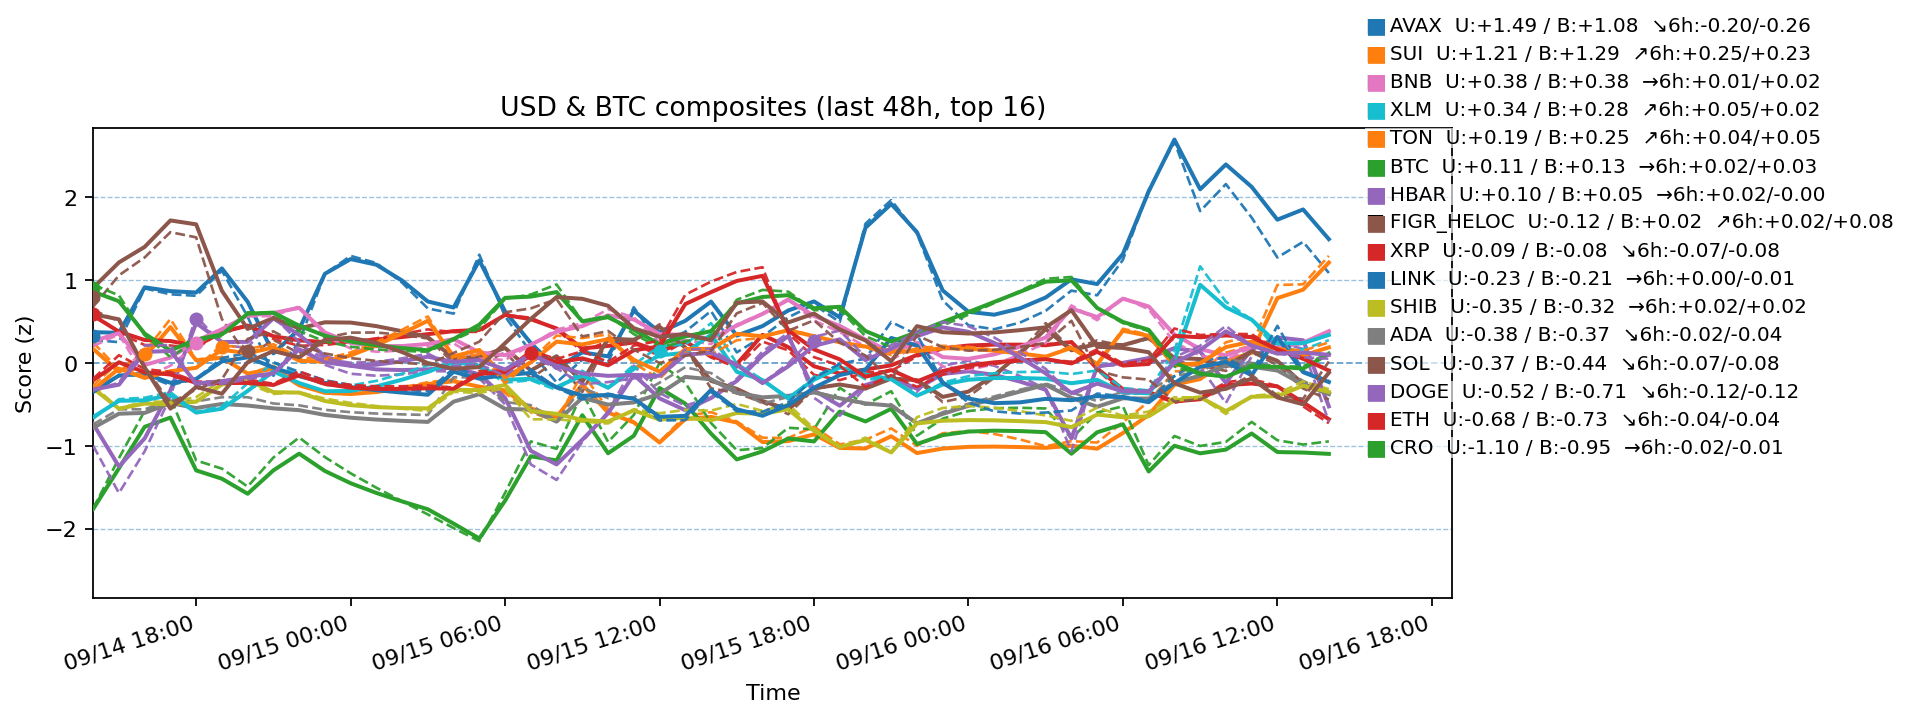 AVAX  U:+1.49 / B:+1.08  ↘6h:-0.20/-0.26
SUI  U:+1.21 / B:+1.29  ↗6h:+0.25/+0.23
BNB  U:+0.38 / B:+0.38  →6h:+0.01/+0.02
XLM  U:+0.34 / B:+0.28  ↗6h:+0.05/+0.02
TON  U:+0.19 / B:+0.25  ↗6h:+0.04/+0.05
BTC  U:+0.11 / B:+0.13  →6h:+0.02/+0.03
HBAR  U:+0.10 / B:+0.05  →6h:+0.02/-0.00
FIGR_HELOC  U:-0.12 / B:+0.02  ↗6h:+0.02/+0.08
XRP  U:-0.09 / B:-0.08  ↘6h:-0.07/-0.08
LINK  U:-0.23 / B:-0.21  →6h:+0.00/-0.01
SHIB  U:-0.35 / B:-0.32  →6h:+0.02/+0.02
ADA  U:-0.38 / B:-0.37  ↘6h:-0.02/-0.04
SOL  U:-0.37 / B:-0.44  ↘6h:-0.07/-0.08
DOGE  U:-0.52 / B:-0.71  ↘6h:-0.12/-0.12
ETH  U:-0.68 / B:-0.73  ↘6h:-0.04/-0.04
CRO  U:-1.10 / B:-0.95  →6h:-0.02/-0.01
USD & BTC composites (last 48h, top 16)
Score (z)
2
1
0
−1
−2
09/14 18:00
09/15 00:00
09/15 06:00
09/15 12:00
09/15 18:00
09/16 00:00
09/16 06:00
09/16 12:00
09/16 18:00
Time